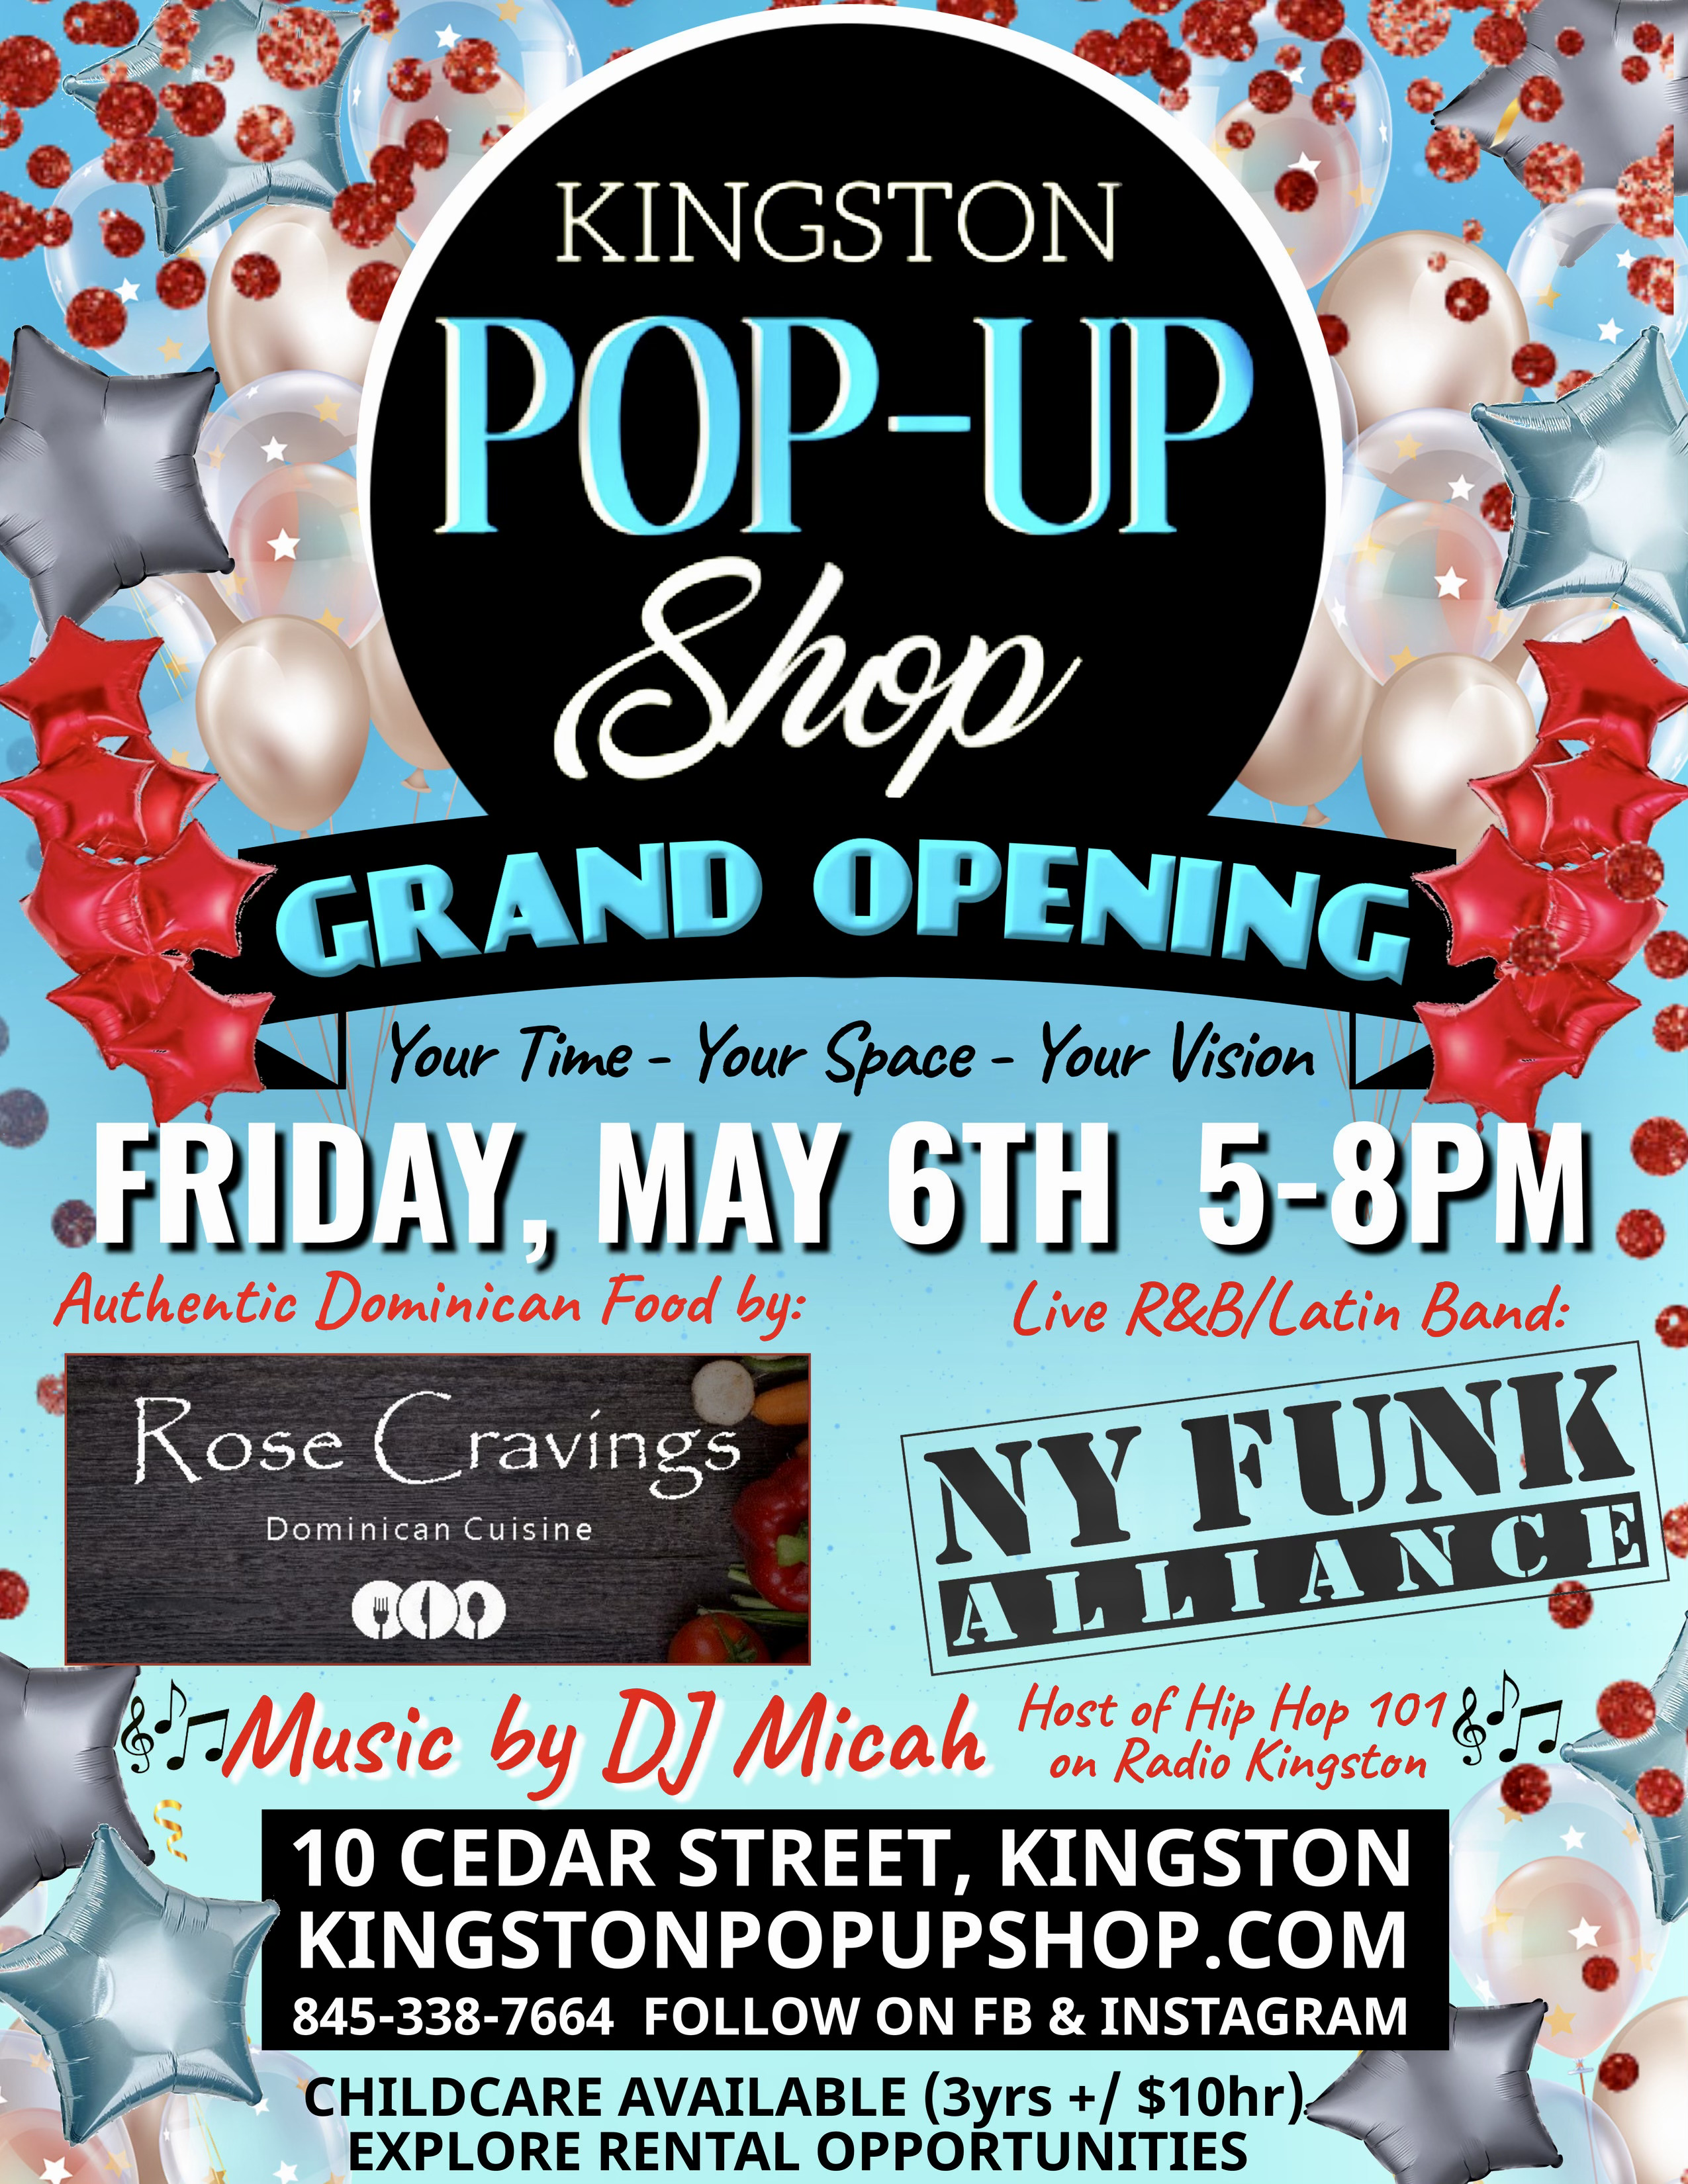 KINGSTON
POP-UP
Shop
GRAND OPENING
Your Time - Your Space - Your Vision
FRIDAY, MAY 6TH 5-8PM
Authentic Dominican Food by:
Rose Cravings
Dominican Cuisine
Live R&B/Latin Band:
NY FUNK
ALLIANCE
Music by DJ Micah
Host of Hip Hop 101
on Radio Kingston
10 CEDAR STREET, KINGSTON
KINGSTONPOPUPSHOP.COM
845-338-7664 FOLLOW ON FB & INSTAGRAM
CHILDCARE AVAILABLE (3yrs +/ $10hr).
EXPLORE RENTAL OPPORTUNITIES